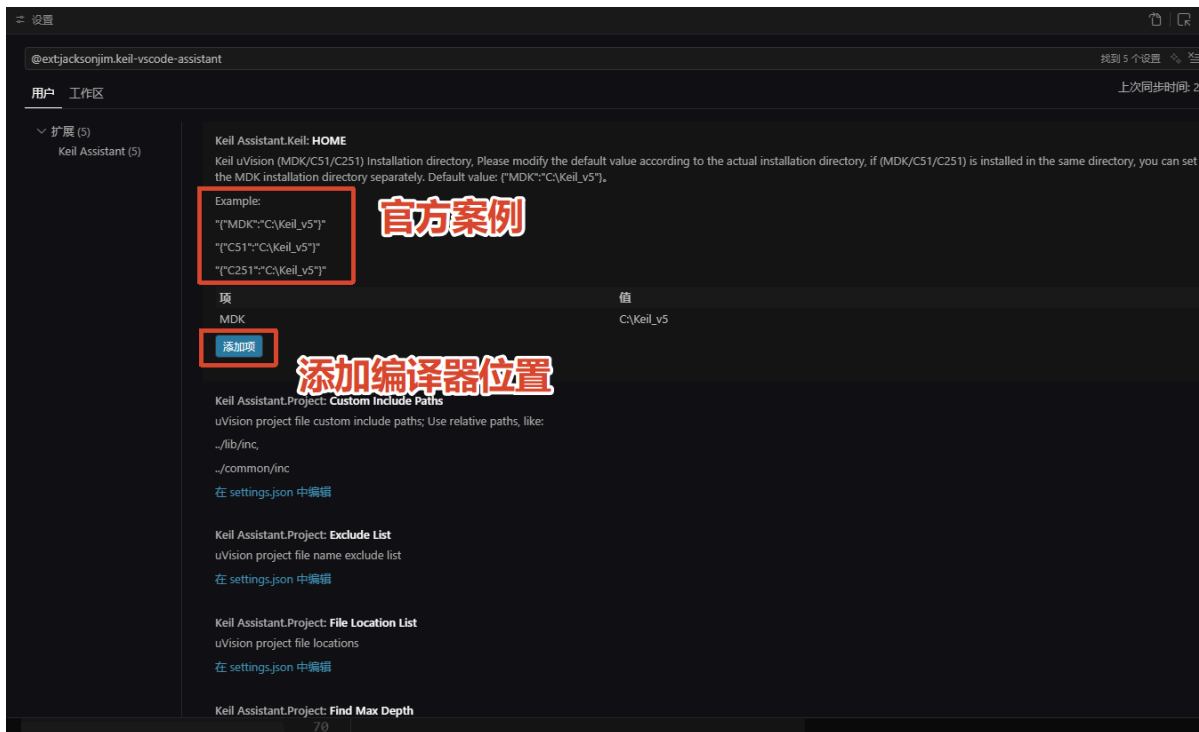 设置
@ext:jacksonjim.keil-vscode-assistant
找到 5 个设置
用户 工作区
上次同步时间: 2
扩展 (5)
Keil Assistant (5)
Keil Assistant.Keil: HOME
Keil uVision (MDK/C51/C251) Installation directory, Please modify the default value according to the actual installation directory, if (MDK/C51/C251) is installed in the same directory, you can set
the MDK installation directory separately. Default value: {"MDK":"C:\Keil_v5"}。
Example:
"{"MDK":"C:\Keil_v5"}"
"{"C51":"C:\Keil_v5"}"
"{"C251":"C:\Keil_v5"}"
官方案例
项 值
MDK C:\Keil_v5
添加项
添加编译器位置
Keil Assistant.Project: Custom Include Paths
uVision project file custom include paths; Use relative paths, like:
../lib/inc,
../common/inc
在 settings.json 中编辑
Keil Assistant.Project: Exclude List
uVision project file name exclude list
在 settings.json 中编辑
Keil Assistant.Project: File Location List
uVision project file locations
在 settings.json 中编辑
Keil Assistant.Project: Find Max Depth
70